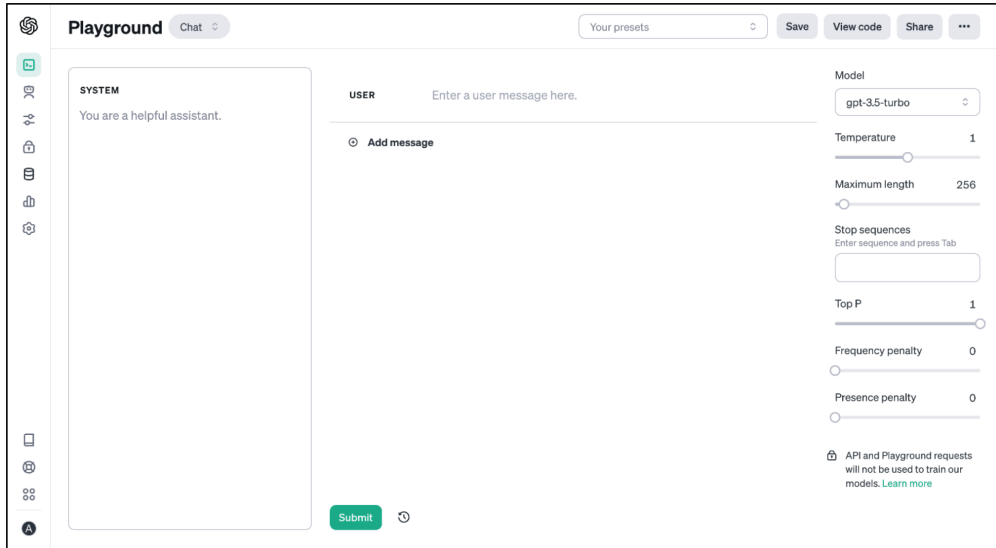 Playground
Chat
Your presets
Save
View code
Share
SYSTEM
You are a helpful assistant.
USER
Enter a user message here.
Add message
Submit
Model
gpt-3.5-turbo
Temperature 1
Maximum length 256
Stop sequences
Enter sequence and press Tab
Top P 1
Frequency penalty 0
Presence penalty 0
API and Playground requests
will not be used to train our
models. Learn more
A